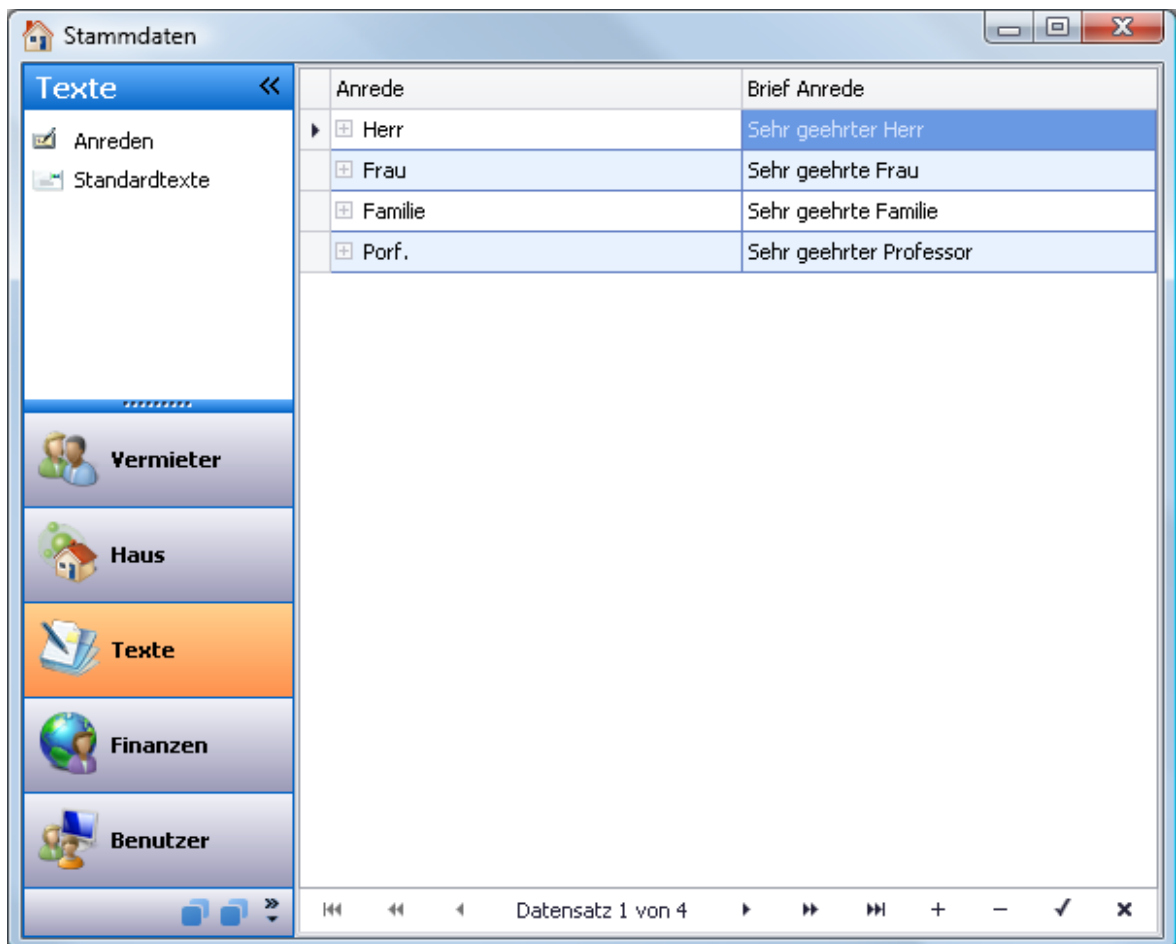 Stammdaten
Texte
Anreden
Standardtexte
Vermieter
Haus
Texte
Finanzen
Benutzer
Anrede Brief Anrede
Herr Sehr geehrter Herr
Frau Sehr geehrte Frau
Familie Sehr geehrte Familie
Porf. Sehr geehrter Professor
Datensatz 1 von 4